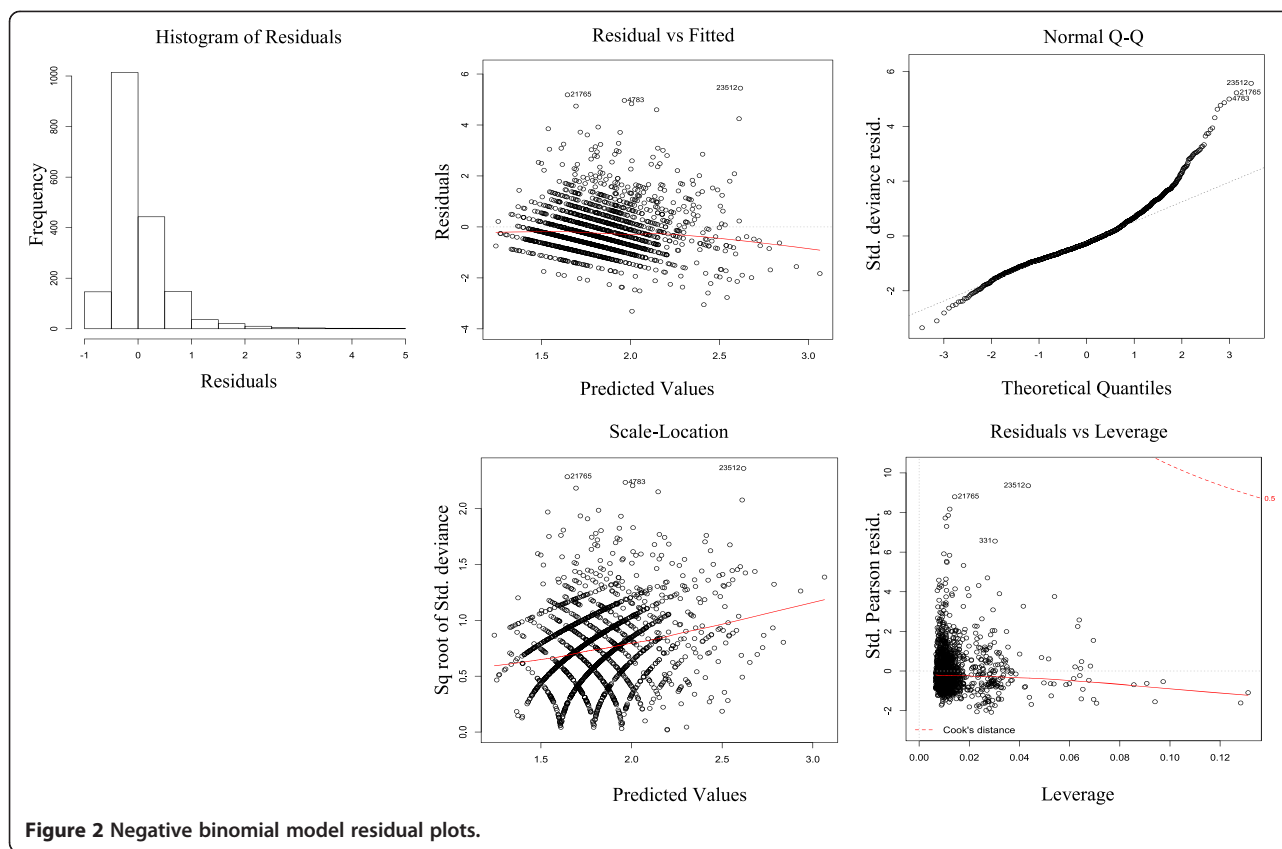 Histogram of Residuals
Frequency
0 200 400 600 800 1000
-1 0 1 2 3 4 5
Residuals
Residual vs Fitted
Residuals
-4 -2 0 2 4 6
21765
4783
23512
1.5 2.0 2.5 3.0
Predicted Values
Normal Q-Q
Std. deviance resid.
-2 0 2 4 6
23512
21765
4783
-3 -2 -1 0 1 2 3
Theoretical Quantiles
Scale-Location
Sq root of Std. deviance
0.0 0.5 1.0 1.5 2.0
21765
4783
23512
1.5 2.0 2.5 3.0
Predicted Values
Residuals vs Leverage
Std. Pearson resid.
-2 0 2 4 6 8 10
21765
23512
331
0.5
Cook's distance
0.00 0.02 0.04 0.06 0.08 0.10 0.12
Leverage
Figure 2 Negative binomial model residual plots.